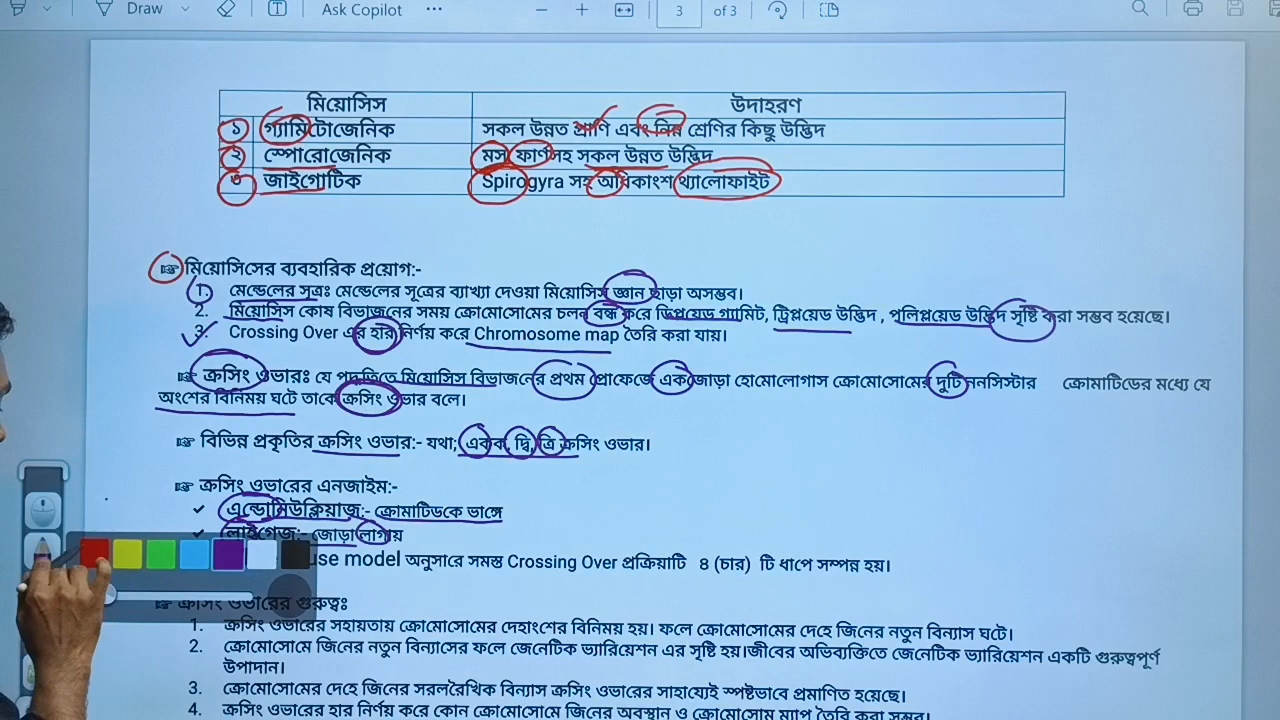 Draw
Ask Copilot
3 of 3
মিয়োসিস উদাহরণ
১ গ্যামিটোজেনিক সকল উন্নত প্রাণি এবং নিম্ন শ্রেণির কিছু উদ্ভিদ
২ স্পোরোজেনিক মস ফার্ণসহ সকল উন্নত উদ্ভিদ
৩ জাইগোটিক Spirogyra সহ অধিকাংশ থ্যালোফাইট
মিয়োসিসের ব্যবহারিক প্রয়োগ:-
1. মেন্ডেলের সূত্রঃ মেন্ডেলের সূত্রের ব্যাখ্যা দেওয়া মিয়োসিস জ্ঞান ছাড়া অসম্ভব।
2. মিয়োসিস কোষ বিভাজনের সময় ক্রোমোসোমের চলন বন্ধ করে ডিপ্লয়েড গ্যামিট, ট্রিপ্লয়েড উদ্ভিদ , পলিপ্লয়েড উদ্ভিদ সৃষ্টি করা সম্ভব হয়েছে।
3. Crossing Over এর হার নির্ণয় করে Chromosome map তৈরি করা যায়।
ক্রসিং ওভারঃ যে পদ্ধতিতে মিয়োসিস বিভাজনের প্রথম প্রোফেজে একজোড়া হোমোলোগাস ক্রোমোসোমের দুটি ননসিস্টার ক্রোমাটিডের মধ্যে যে
অংশের বিনিময় ঘটে তাকে ক্রসিং ওভার বলে।
বিভিন্ন প্রকৃতির ক্রসিং ওভার:- যথা; একক, দ্বি, ত্রি ক্রসিং ওভার।
ক্রসিং ওভারের এনজাইম:-
এন্ডোনিউক্লিয়াজ:- ক্রোমাটিডকে ভাঙ্গে
লাইগেজ:- জোড়া লাগায়
use model অনুসারে সমস্ত Crossing Over প্রক্রিয়াটি ৪ (চার) টি ধাপে সম্পন্ন হয়।
ক্রসিং ওভারের গুরুত্বঃ
1. ক্রসিং ওভারের সহায়তায় ক্রোমোসোমের দেহাংশের বিনিময় হয়। ফলে ক্রোমোসোমের দেহে জিনের নতুন বিন্যাস ঘটে।
2. ক্রোমোসোমে জিনের নতুন বিন্যাসের ফলে জেনেটিক ভ্যারিয়েশন এর সৃষ্টি হয়।জীবের অভিব্যক্তিতে জেনেটিক ভ্যারিয়েশন একটি গুরুত্বপূর্ণ
উপাদান।
3. ক্রোমোসোমের দেহে জিনের সরলরৈখিক বিন্যাস ক্রসিং ওভারের সাহায্যেই স্পষ্টভাবে প্রমাণিত হয়েছে।
4. ক্রসিং ওভারের হার নির্ণয় করে কোন ক্রোমোসোমে জিনের অবস্থান ও ক্রোমোসোম ম্যাপ তৈরি করা সম্ভব।